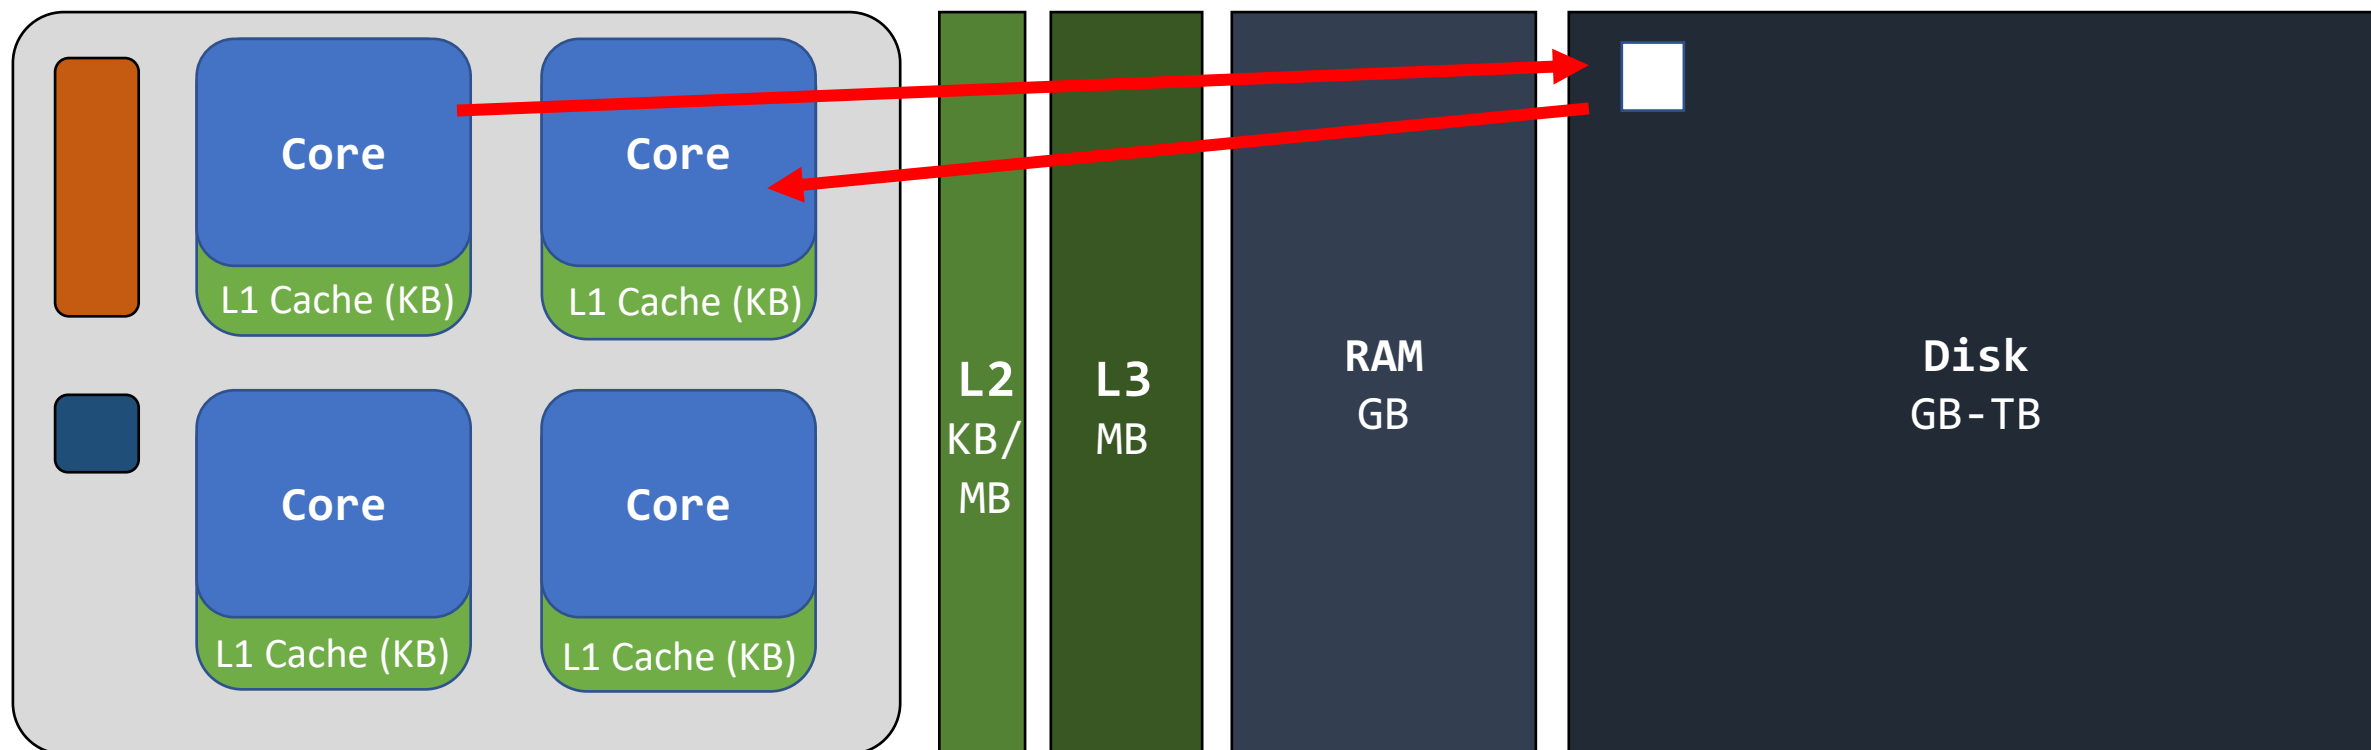 Core
L1 Cache (KB)
Core
L1 Cache (KB)
Core
L1 Cache (KB)
Core
L1 Cache (KB)
L2
KB/
MB
L3
MB
RAM
GB
Disk
GB-TB